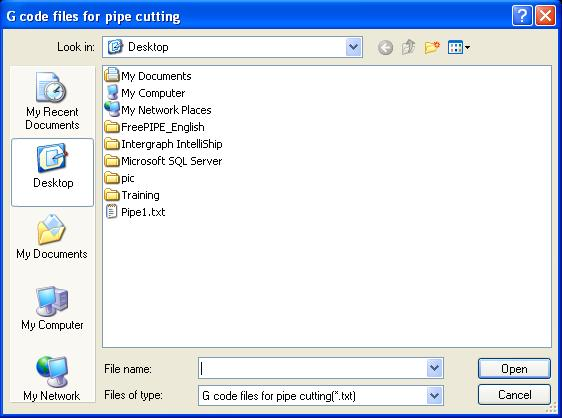 G code files for pipe cutting
Look in: Desktop
My Recent
Documents
Desktop
My Documents
My Computer
My Network
My Documents
My Computer
My Network Places
FreePIPE_English
Intergraph IntelliShip
Microsoft SQL Server
pic
Training
Pipe1.txt
File name:
Open
Files of type: G code files for pipe cutting(*.txt)
Cancel